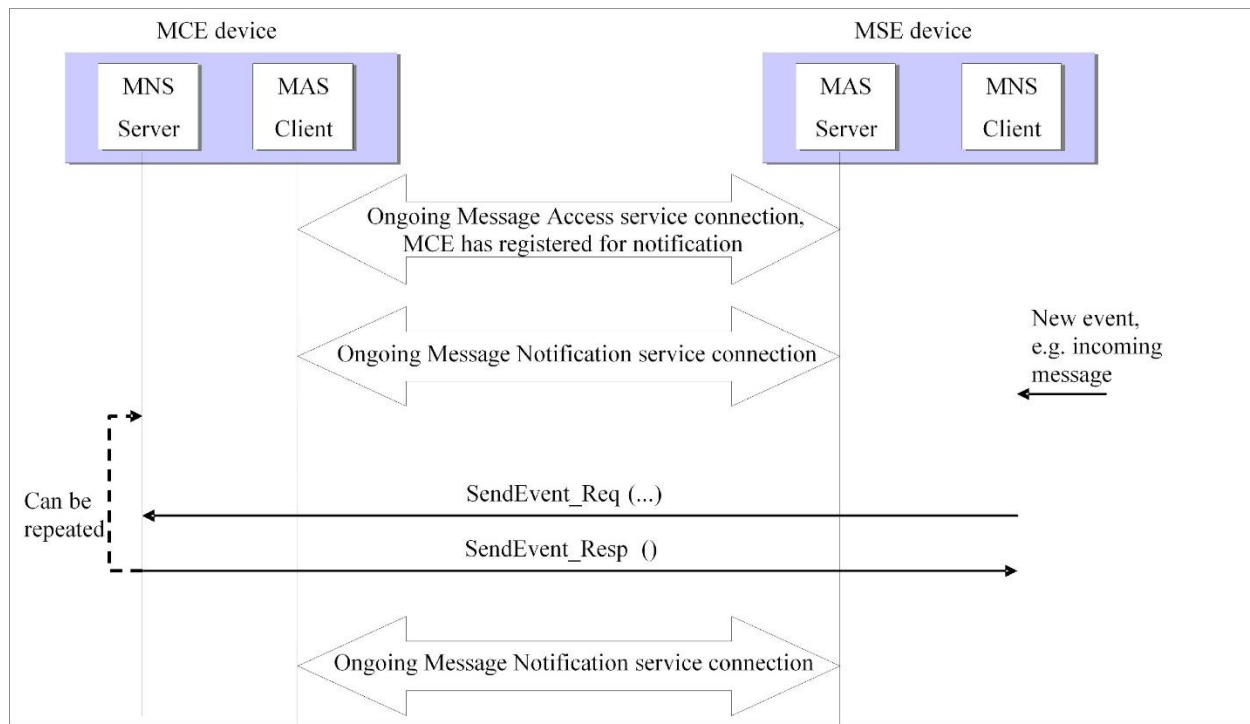 MCE device
MSE device
MNS
Server
MAS
Client
MAS
Server
MNS
Client
Ongoing Message Access service connection,
MCE has registered for notification
New event,
e.g. incoming
message
Ongoing Message Notification service connection
Can be
repeated
SendEvent_Req (...)
SendEvent_Resp ()
Ongoing Message Notification service connection